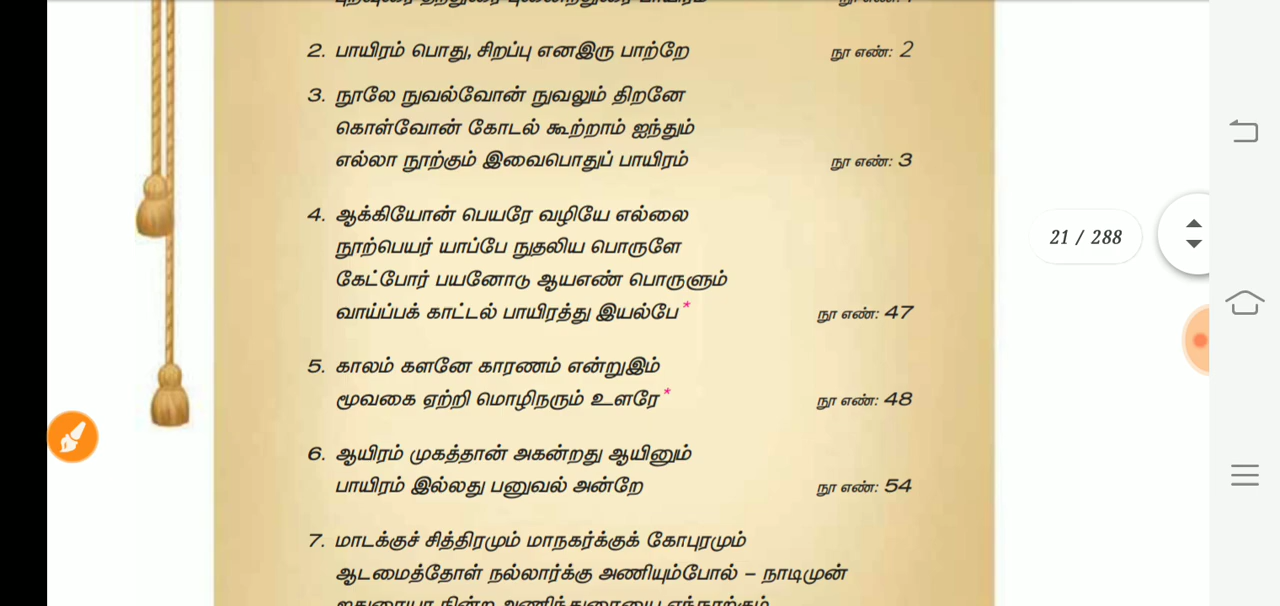 2. பாயிரம் பொது, சிறப்பு எனஇரு பாற்றே நூ எண்: 2
3. நூலே நுவல்வோன் நுவலும் திறனே
கொள்வோன் கோடல் கூற்றாம் ஐந்தும்
எல்லா நூற்கும் இவைபொதுப் பாயிரம் நூ எண்: 3
4. ஆக்கியோன் பெயரே வழியே எல்லை
நூற்பெயர் யாப்பே நுதலிய பொருளே
கேட்போர் பயனோடு ஆயஎண் பொருளும்
வாய்ப்பக் காட்டல் பாயிரத்து இயல்பே* நூ எண்: 47
21 / 288
5. காலம் களனே காரணம் என்றுஇம்
மூவகை ஏற்றி மொழிநரும் உளரே* நூ எண்: 48
6. ஆயிரம் முகத்தான் அகன்றது ஆயினும்
பாயிரம் இல்லது பனுவல் அன்றே நூ எண்: 54
7. மாடக்குச் சித்திரமும் மாநகர்க்குக் கோபுரமும்
ஆடமைத்தோள் நல்லார்க்கு அணியும்போல் – நாடிமுன்